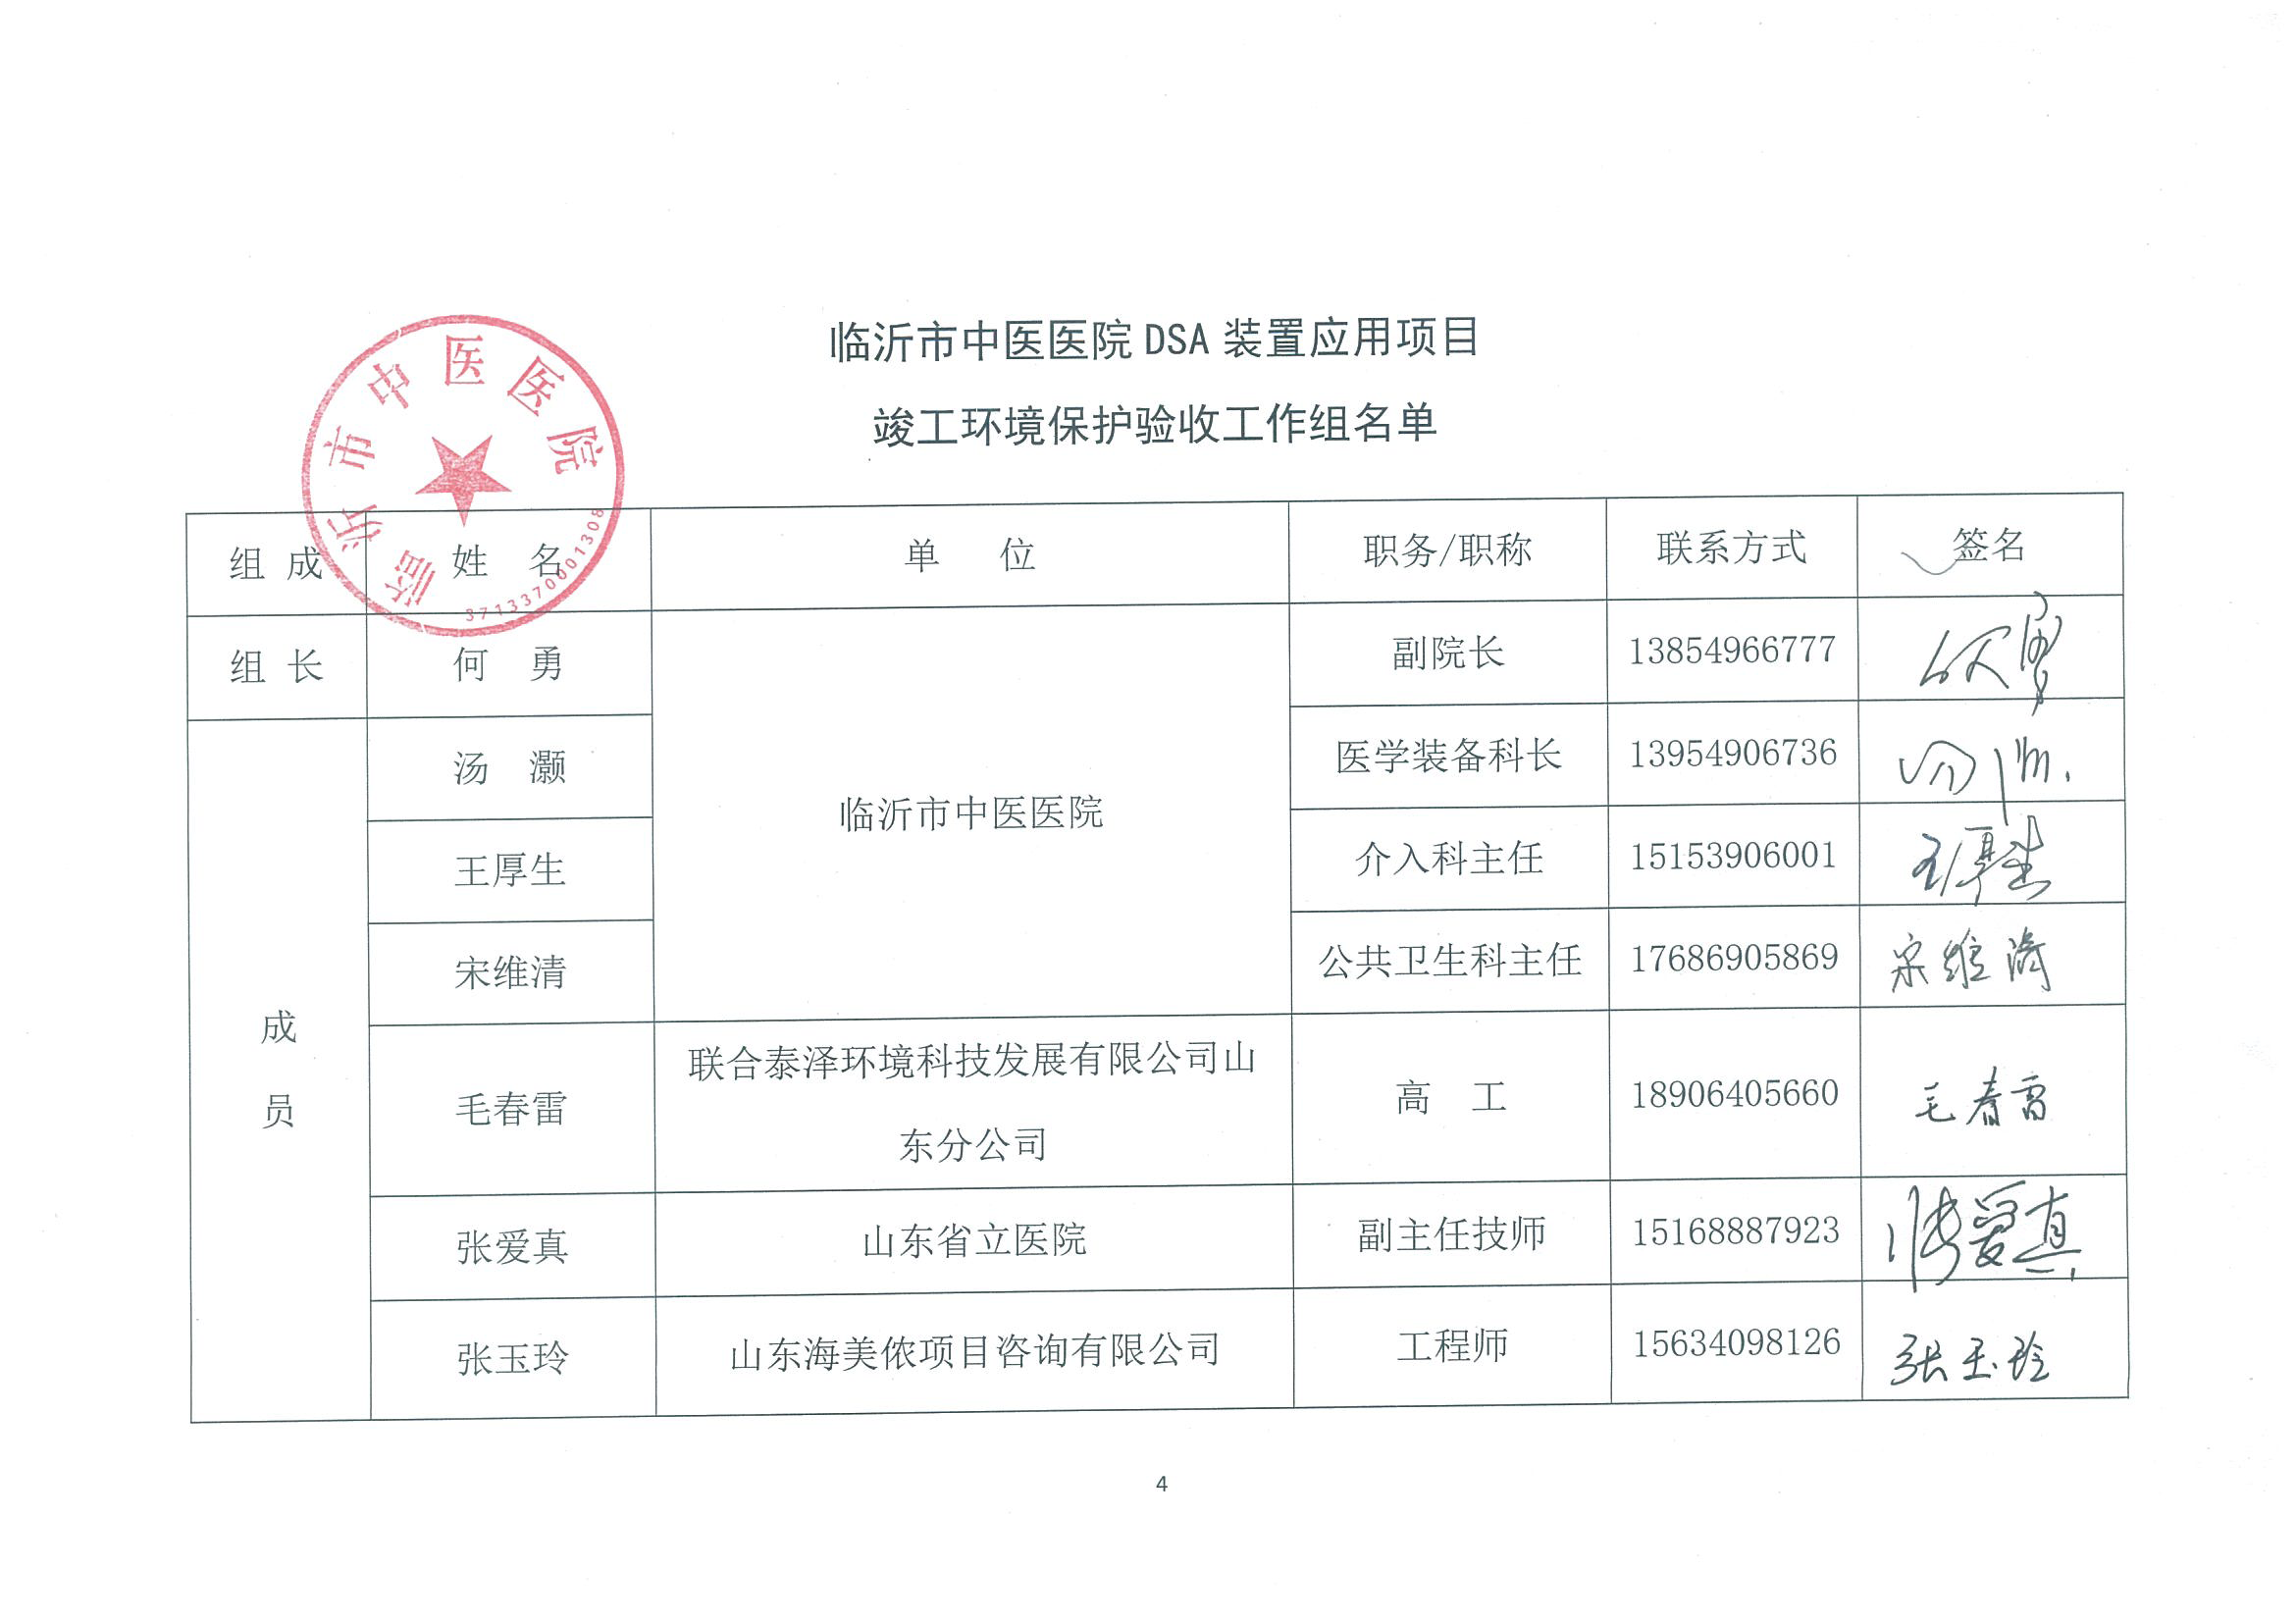 临沂市中医医院 DSA 装置应用项目
竣工环境保护验收工作组名单
临沂市中医医院
3713370001308
组 成 姓 名 单 位 职务/职称 联系方式 签名
组 长 何 勇 临沂市中医医院 副院长 13854966777
成员 汤 灏 医学装备科长 13954906736
王厚生 介入科主任 15153906001 王厚生
宋维清 公共卫生科主任 17686905869 宋维清
毛春雷 联合泰泽环境科技发展有限公司山东分公司 高 工 18906405660 毛春雷
张爱真 山东省立医院 副主任技师 15168887923 张爱真
张玉玲 山东海美侬项目咨询有限公司 工程师 15634098126 张玉玲
4